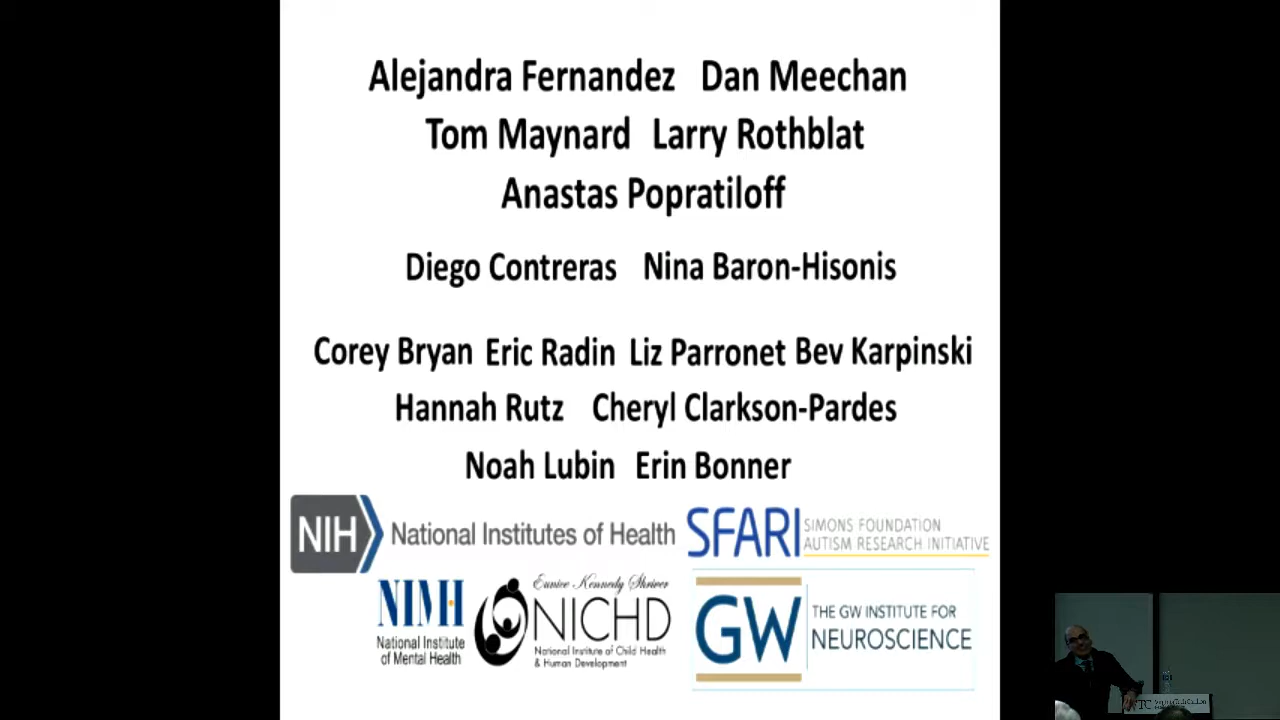 Alejandra Fernandez Dan Meechan
Tom Maynard Larry Rothblat
Anastas Popratiloff
Diego Contreras Nina Baron-Hisonis
Corey Bryan Eric Radin Liz Parronet Bev Karpinski
Hannah Rutz Cheryl Clarkson-Pardes
Noah Lubin Erin Bonner
NIH National Institutes of Health
SFARI SIMONS FOUNDATION
AUTISM RESEARCH INITIATIVE
NIMH
National Institute
of Mental Health
Eunice Kennedy Shriver
NICHD
National Institute of Child Health
& Human Development
GW THE GW INSTITUTE FOR
NEUROSCIENCE